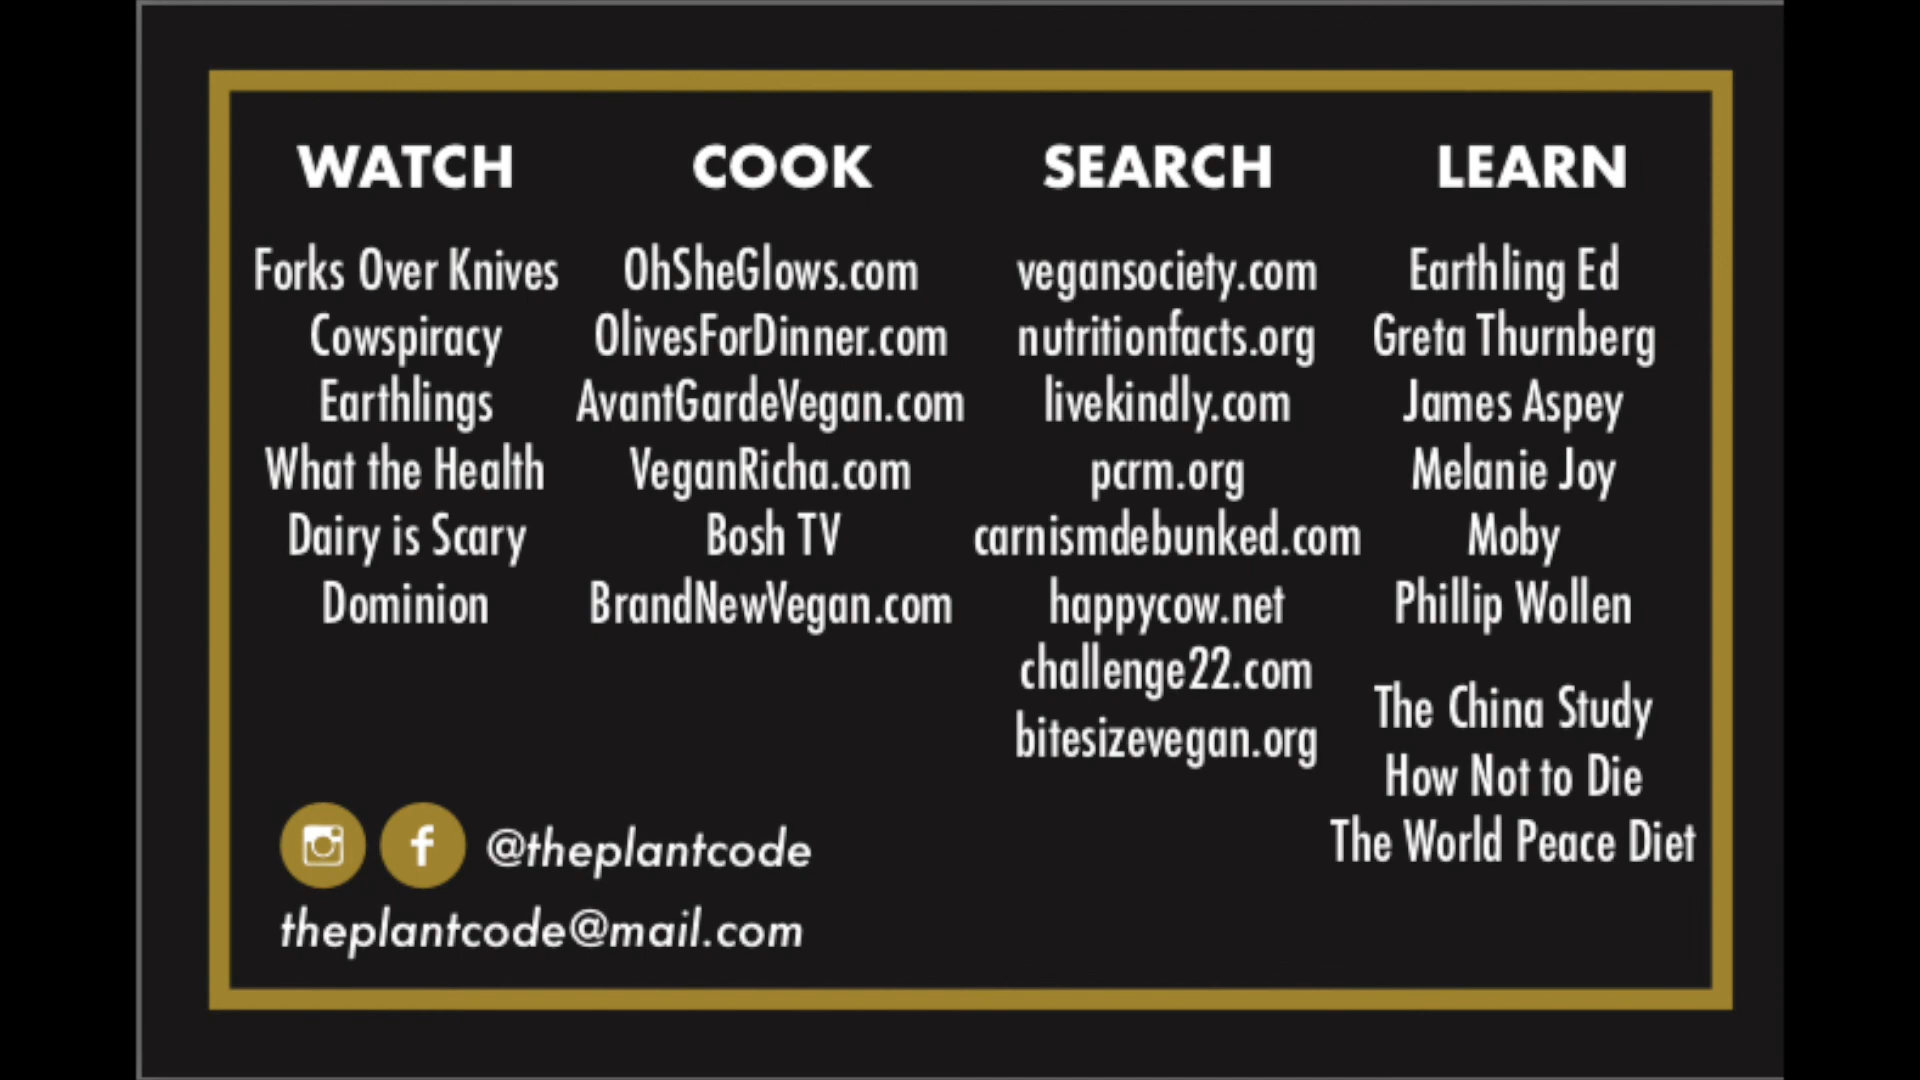 WATCH
Forks Over Knives
Cowspiracy
Earthlings
What the Health
Dairy is Scary
Dominion
COOK
OhSheGlows.com
OlivesForDinner.com
AvantGardeVegan.com
VeganRicha.com
Bosh TV
BrandNewVegan.com
SEARCH
vegansociety.com
nutritionfacts.org
livekindly.com
pcrm.org
carnismdebunked.com
happycow.net
challenge22.com
bitesizevegan.org
LEARN
Earthling Ed
Greta Thurnberg
James Aspey
Melanie Joy
Moby
Phillip Wollen
The China Study
How Not to Die
The World Peace Diet
@theplantcode
theplantcode@mail.com